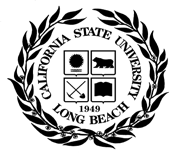 CALIFORNIA STATE UNIVERSITY
1949
LONG BEACH